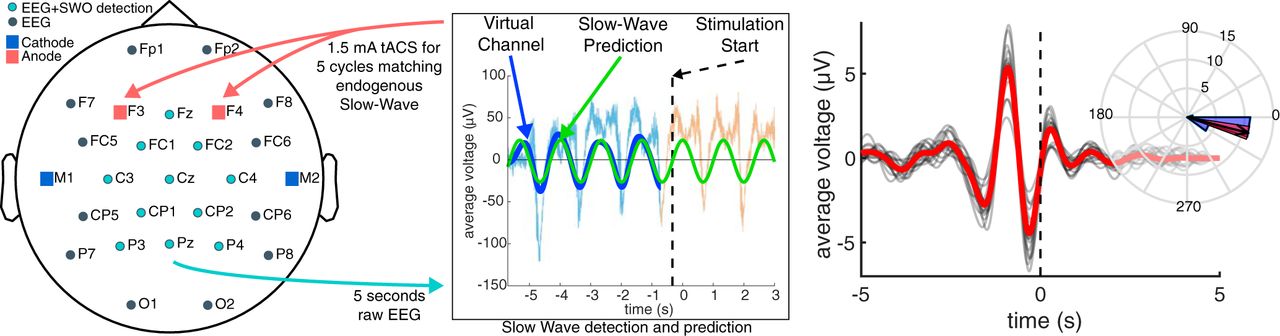 EEG+SWO detection
EEG
Cathode
Anode
Fp1
Fp2
F7
F3
Fz
F4
F8
FC5
FC1
FC2
FC6
M1
C3
Cz
C4
M2
CP5
CP1
CP2
CP6
P7
P3
Pz
P4
P8
O1
O2
1.5 mA tACS for
5 cycles matching
endogenous
Slow-Wave
5 seconds
raw EEG
Virtual
Channel
Slow-Wave
Prediction
Stimulation
Start
average voltage (µV)
100
50
0
-50
-100
-150
-5
-4
-3
-2
-1
0
1
2
3
time (s)
Slow Wave detection and prediction
average voltage (µV)
5
0
-5
-5
0
5
time (s)
90
15
10
5
0
180
0
270